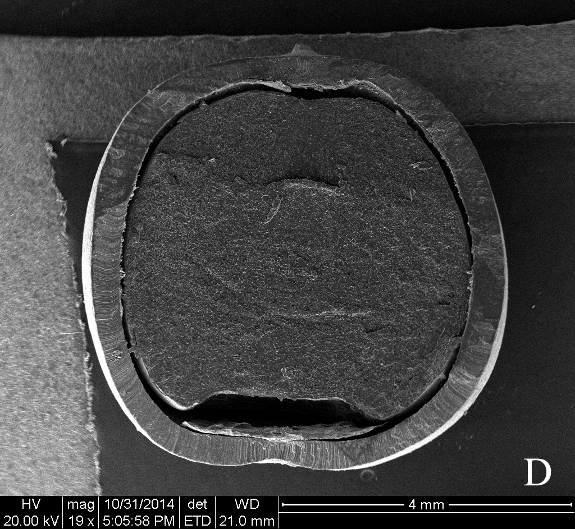 D
HV mag 10/31/2014 det WD 4 mm
20.00 kV 19 x 5:05:58 PM ETD 21.0 mm